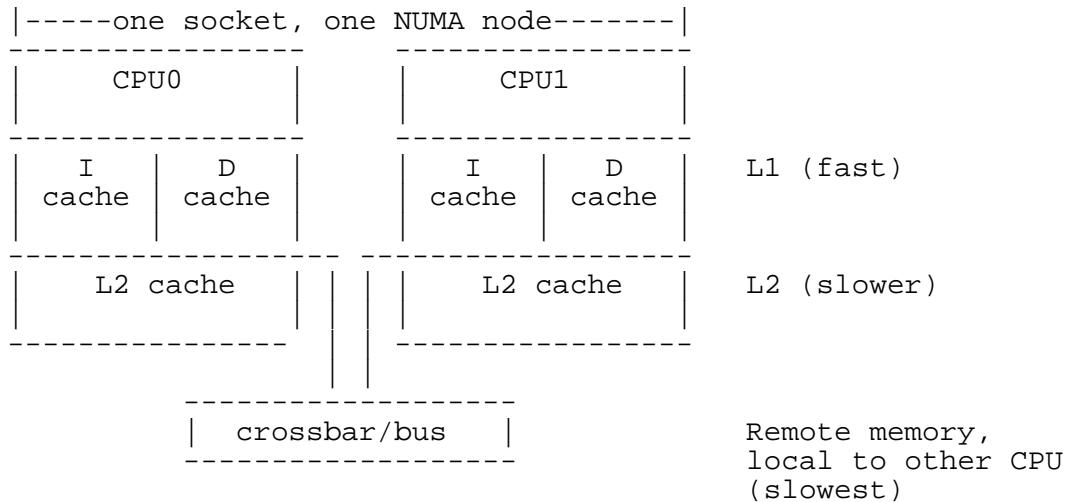 |-----one socket, one NUMA node-------|
CPU0 CPU1
I D I D L1 (fast)
cache cache cache cache
L2 cache L2 cache L2 (slower)
crossbar/bus Remote memory,
local to other CPU
(slowest)